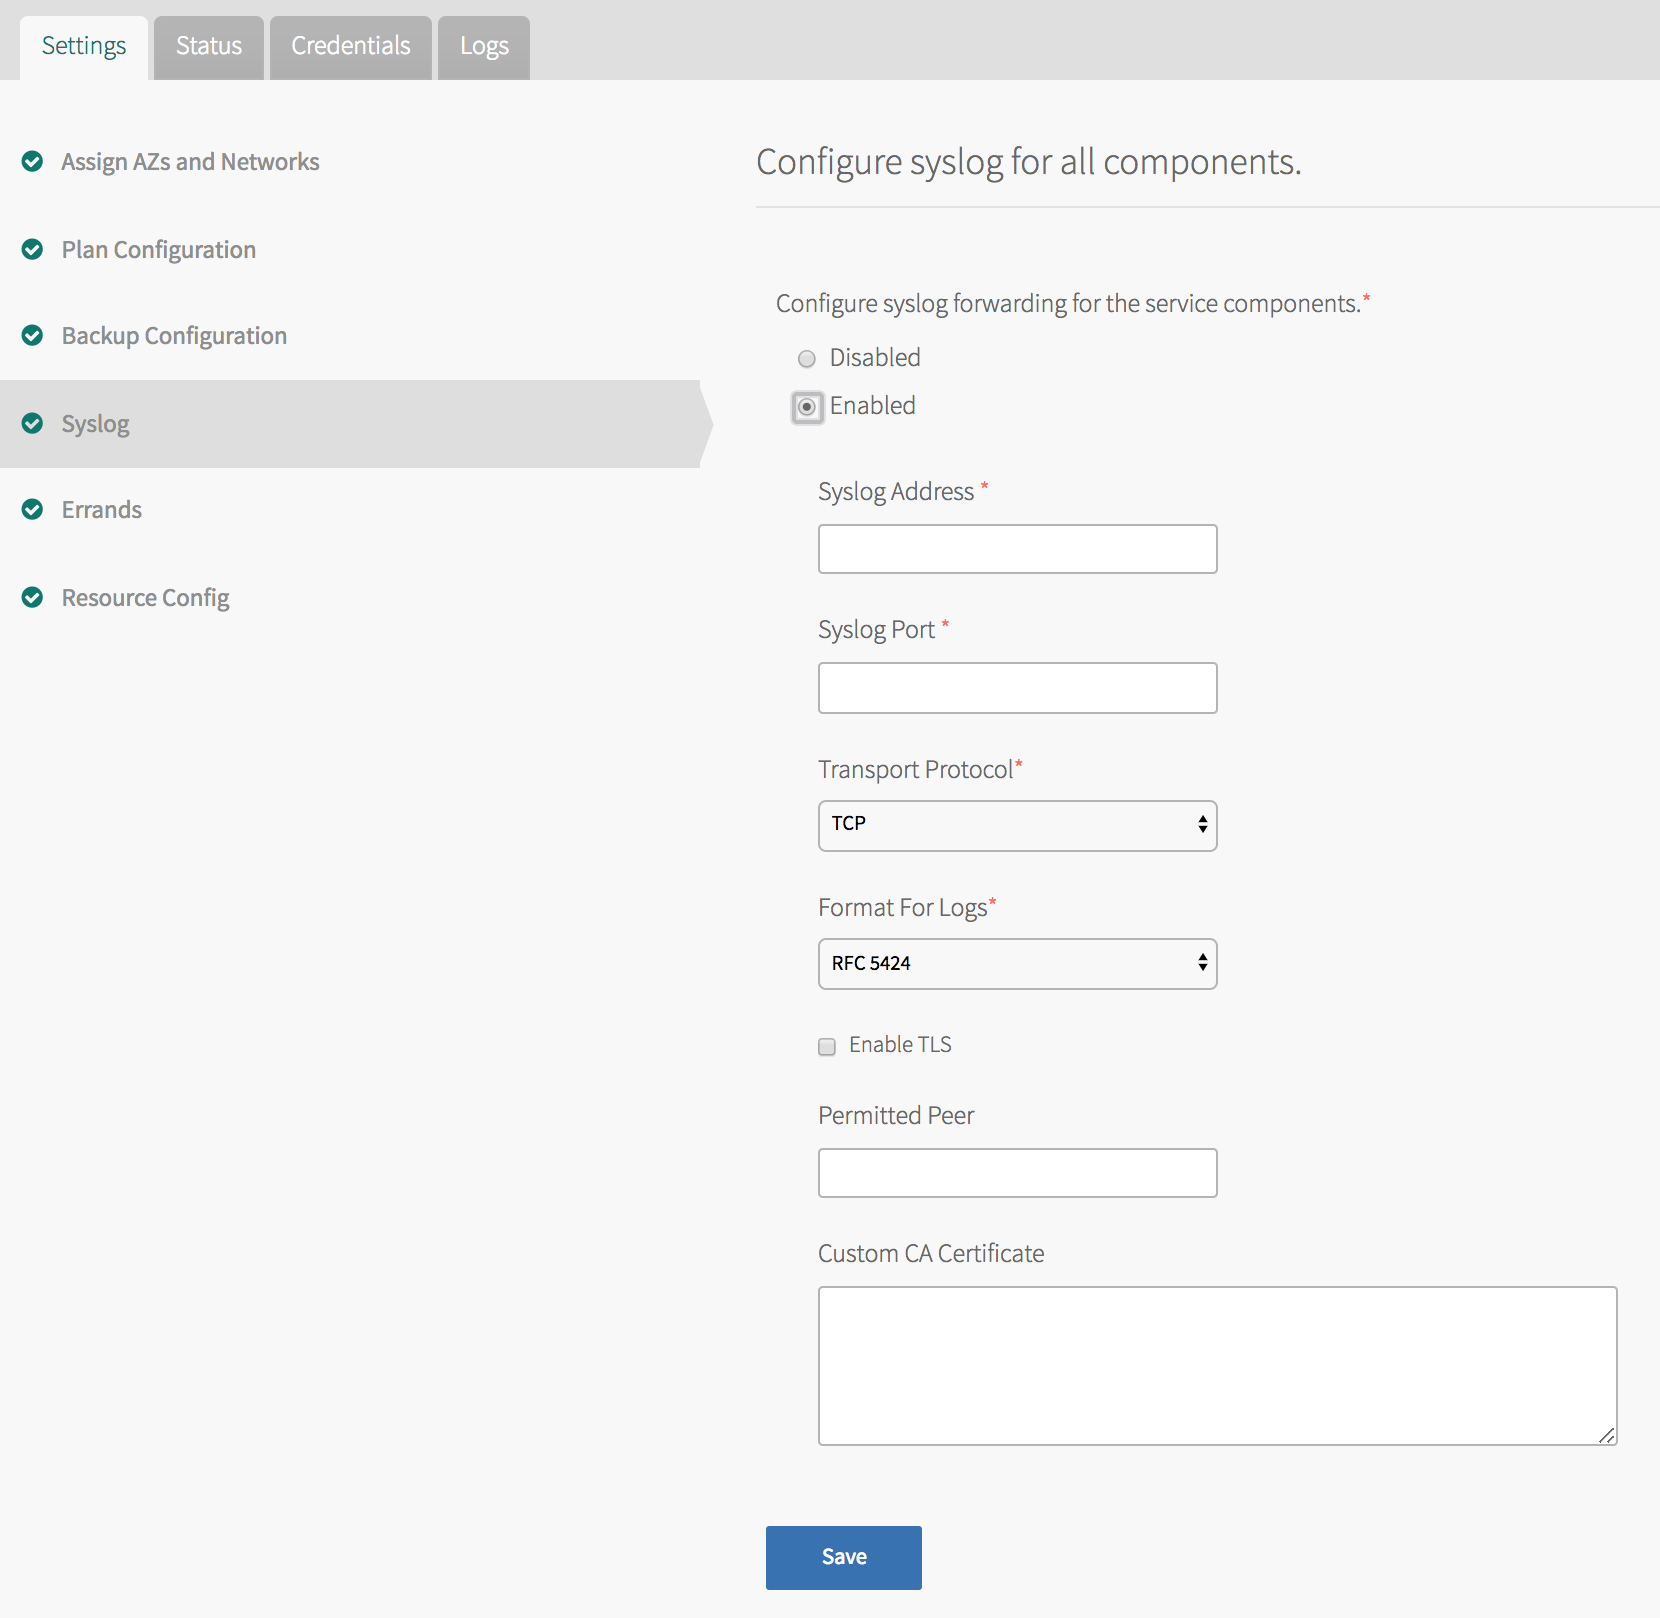 Settings Status Credentials Logs
Assign AZs and Networks
Plan Configuration
Backup Configuration
Syslog
Errands
Resource Config
Configure syslog for all components.
Configure syslog forwarding for the service components.*
Disabled
Enabled
Syslog Address *
Syslog Port *
Transport Protocol*
TCP
Format For Logs*
RFC 5424
Enable TLS
Permitted Peer
Custom CA Certificate
Save